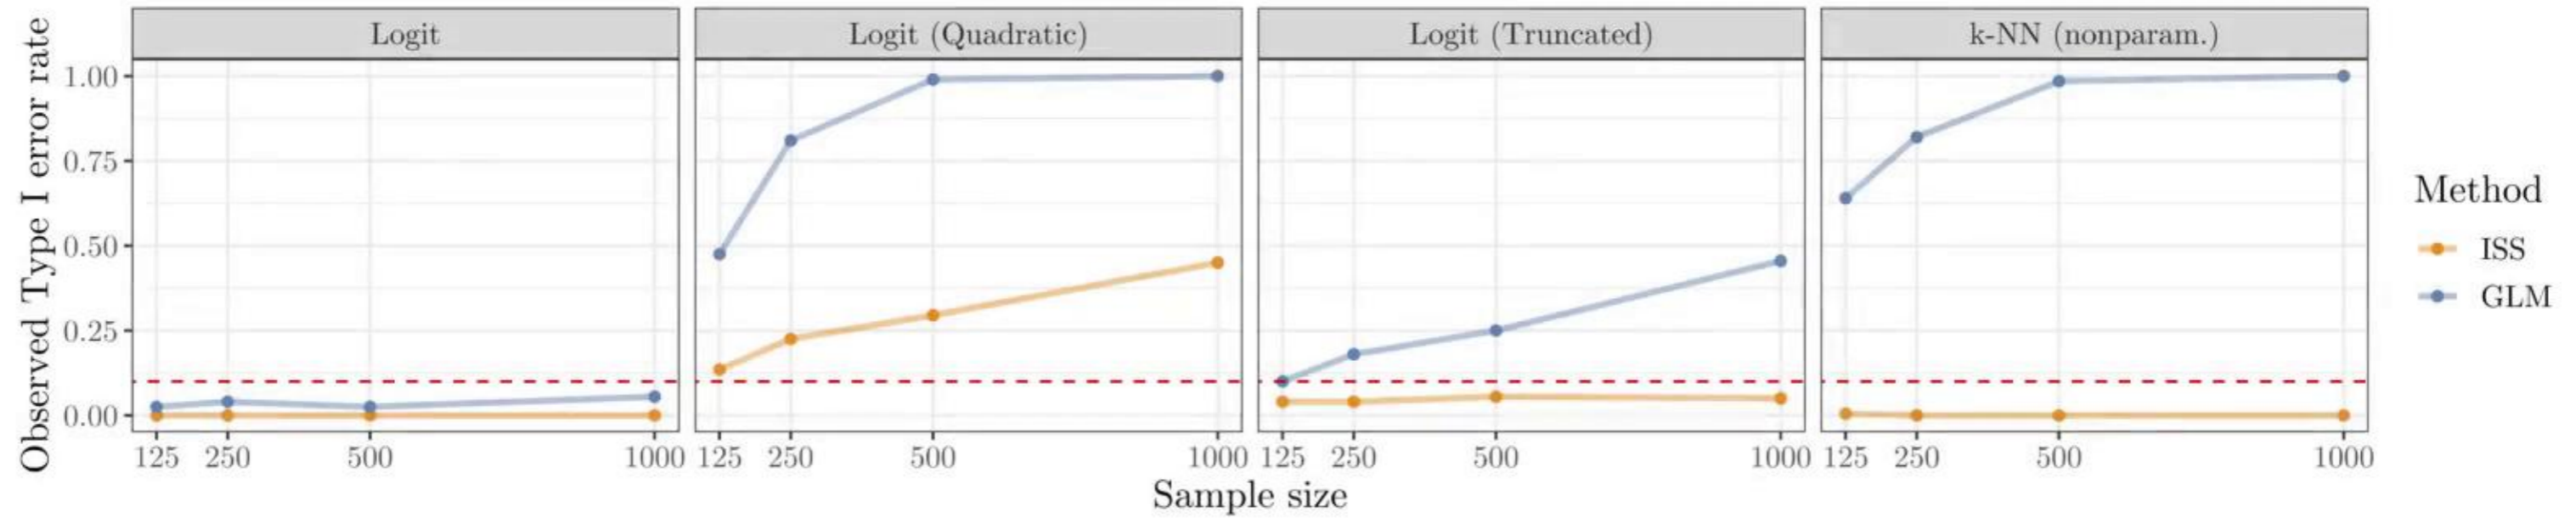 Logit
Logit (Quadratic)
Logit (Truncated)
k-NN (nonparam.)
Observed Type I error rate
1.00
0.75
0.50
0.25
0.00
125 250 500 1000
125 250 500 1000
125 250 500 1000
125 250 500 1000
Sample size
Method
ISS
GLM